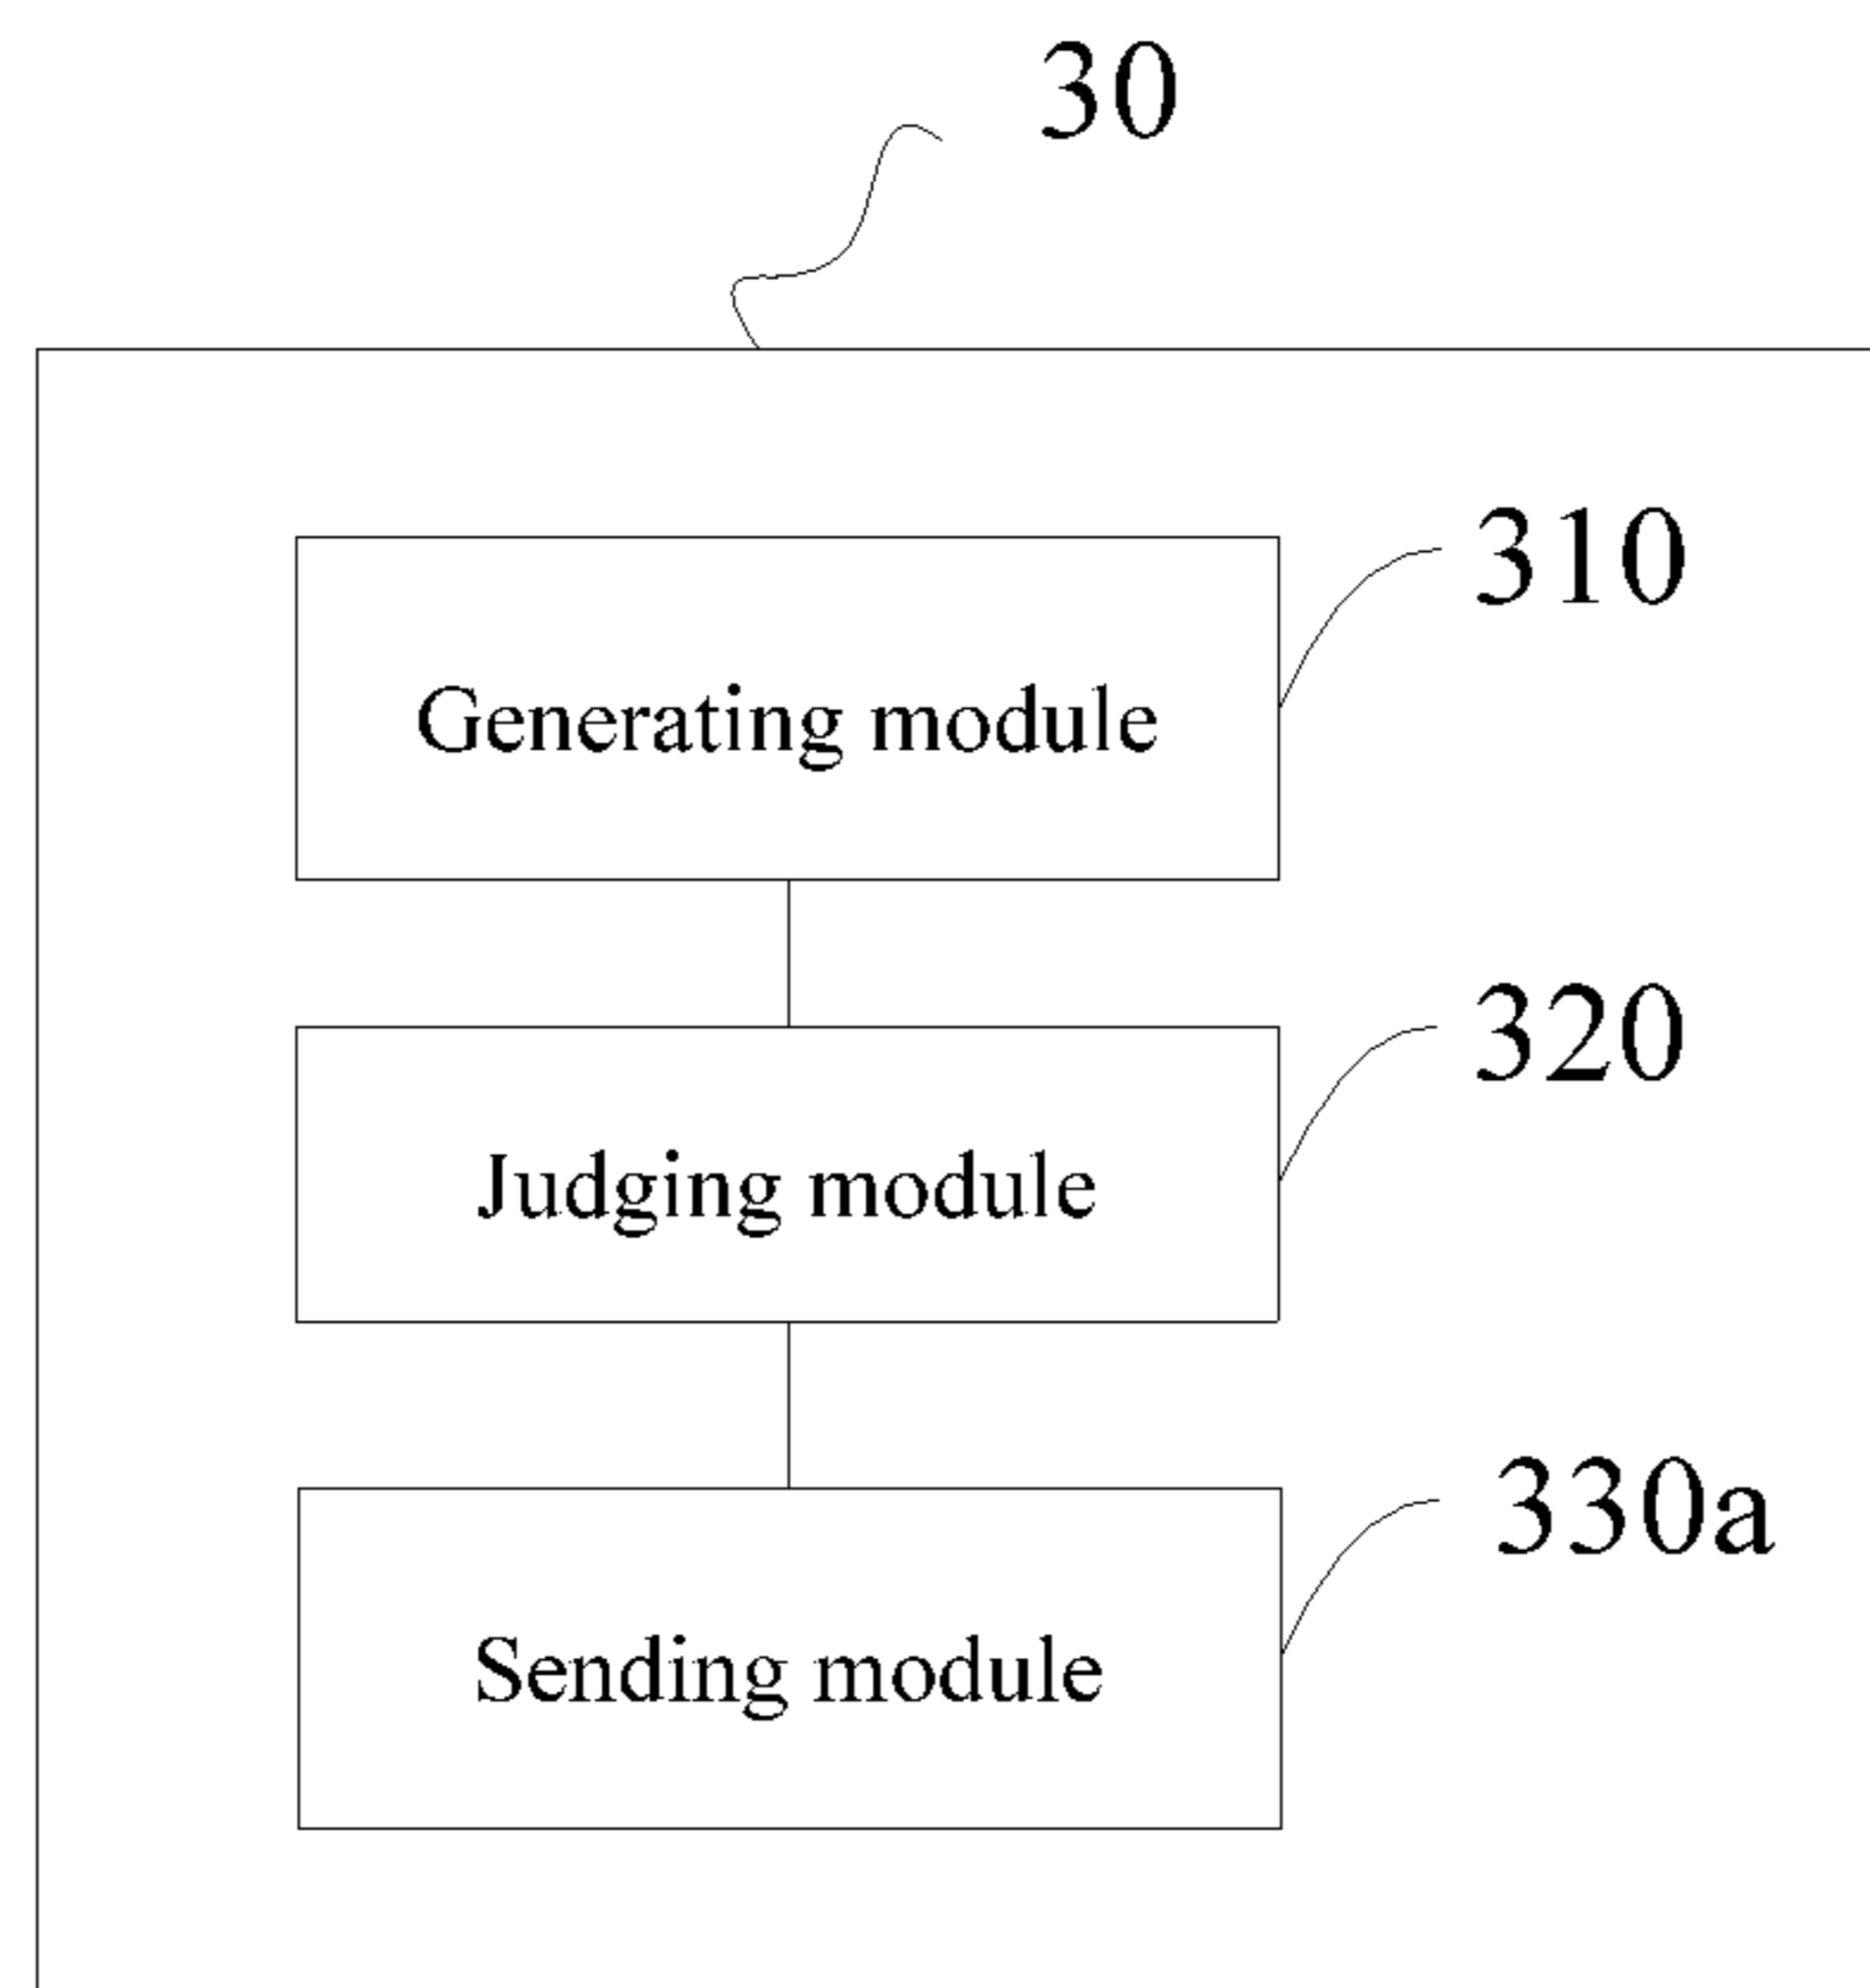 30
310
Generating module
320
Judging module
330a
Sending module